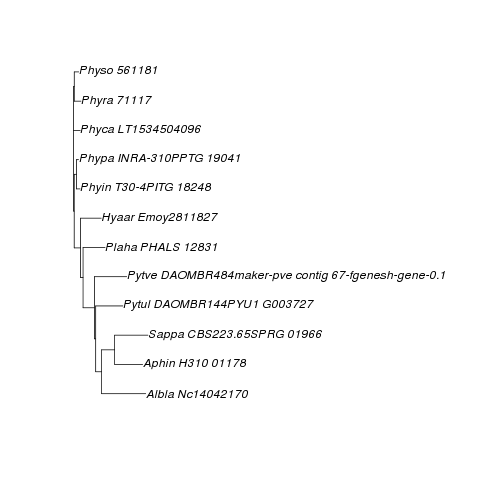 Physo 561181
Phyra 71117
Phyca LT1534504096
Phypa INRA-310PPTG 19041
Phyin T30-4PITG 18248
Hyaar Emoy2811827
Plaha PHALS 12831
Pytve DAOMBR484maker-pve contig 67-fgenesh-gene-0.1
Pytul DAOMBR144PYU1 G003727
Sappa CBS223.65SPRG 01966
Aphin H310 01178
Albla Nc14042170